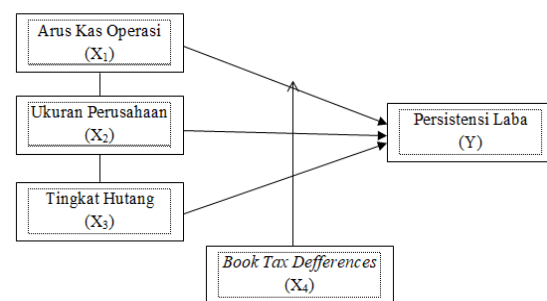 Arus Kas Operasi
(X₁)
Ukuran Perusahaan
(X₂)
Persistensi Laba
(Y)
Tingkat Hutang
(X₃)
Book Tax Defferences
(X₄)